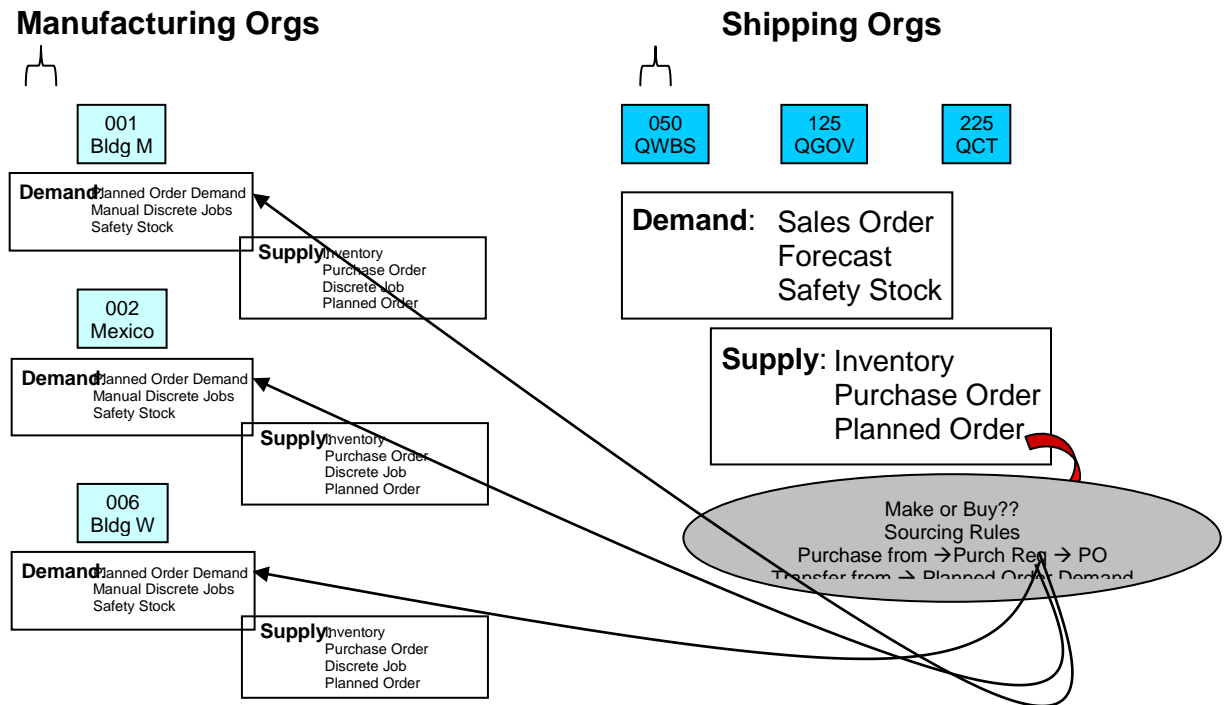 Manufacturing Orgs
Shipping Orgs
001
Bldg M
Demand: Planned Order Demand
Manual Discrete Jobs
Safety Stock
Supply: Inventory
Purchase Order
Discrete Job
Planned Order
002
Mexico
Demand: Planned Order Demand
Manual Discrete Jobs
Safety Stock
Supply: Inventory
Purchase Order
Discrete Job
Planned Order
006
Bldg W
Demand: Planned Order Demand
Manual Discrete Jobs
Safety Stock
Supply: Inventory
Purchase Order
Discrete Job
Planned Order
050
QWBS
125
QGOV
225
QCT
Demand: Sales Order
Forecast
Safety Stock
Supply: Inventory
Purchase Order
Planned Order
Make or Buy??
Sourcing Rules
Purchase from →Purch Req → PO
Transfer from → Planned Order Demand